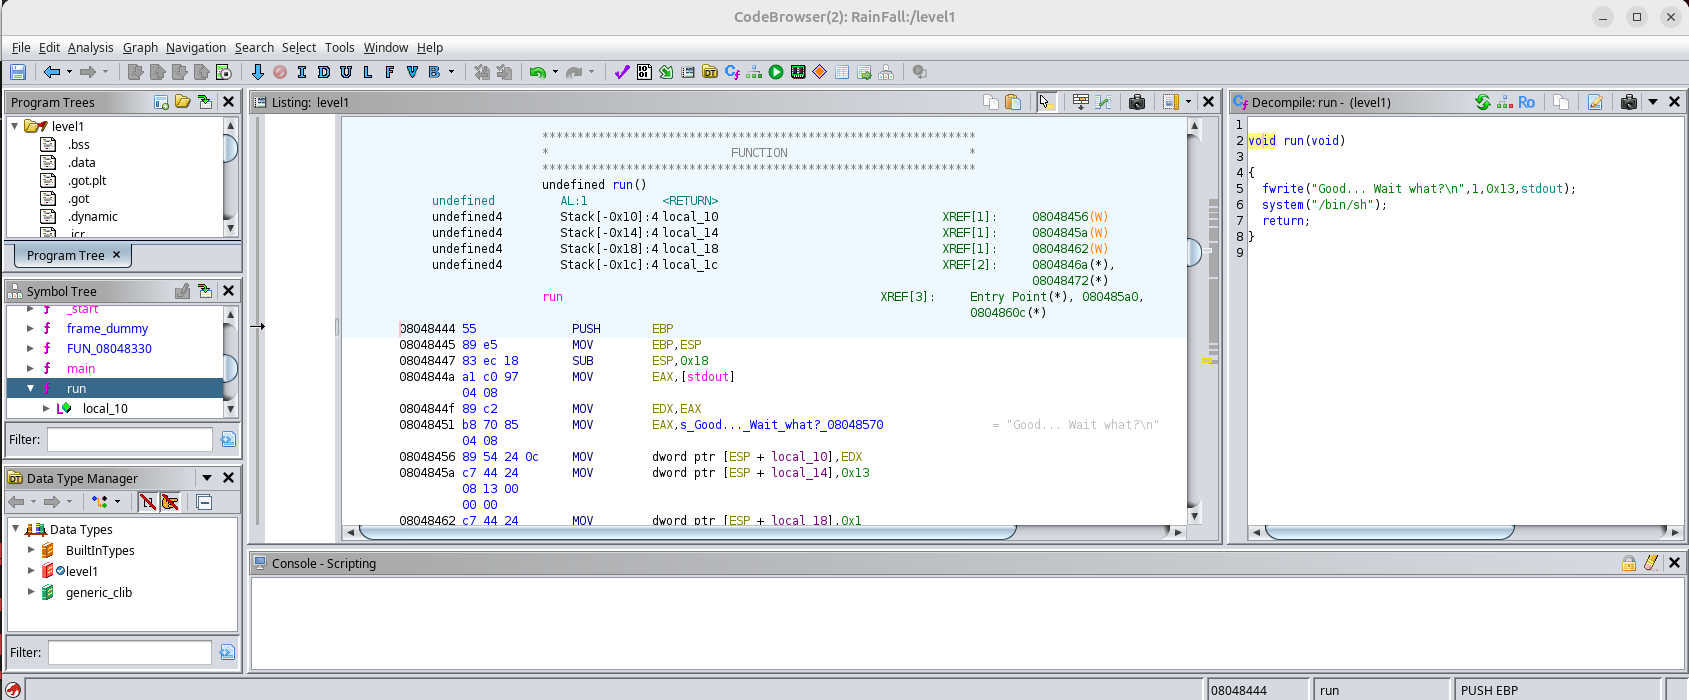 CodeBrowser(2): RainFall:/level1
File Edit Analysis Graph Navigation Search Select Tools Window Help
I D U L F V B
Program Trees
level1
.bss
.data
.got.plt
.got
.dynamic
.jcr
Program Tree ×
Symbol Tree
_start
frame_dummy
FUN_08048330
main
run
local_10
Filter:
Data Type Manager
Data Types
BuiltInTypes
level1
generic_clib
Filter:
Listing: level1
**************************************************************
* FUNCTION *
**************************************************************
undefined run()
undefined AL:1 <RETURN>
undefined4 Stack[-0x10]:4 local_10 XREF[1]: 08048456(W)
undefined4 Stack[-0x14]:4 local_14 XREF[1]: 0804845a(W)
undefined4 Stack[-0x18]:4 local_18 XREF[1]: 08048462(W)
undefined4 Stack[-0x1c]:4 local_1c XREF[2]: 0804846a(*),
08048472(*)
run XREF[3]: Entry Point(*), 080485a0,
0804860c(*)
08048444 55 PUSH EBP
08048445 89 e5 MOV EBP,ESP
08048447 83 ec 18 SUB ESP,0x18
0804844a a1 c0 97 MOV EAX,[stdout]
04 08
0804844f 89 c2 MOV EDX,EAX
08048451 b8 70 85 MOV EAX,s_Good..._Wait_what?_08048570 = "Good... Wait what?\n"
04 08
08048456 89 54 24 0c MOV dword ptr [ESP + local_10],EDX
0804845a c7 44 24 MOV dword ptr [ESP + local_14],0x13
08 13 00
00 00
08048462 c7 44 24 MOV dword ptr [ESP + local_18],0x1
Decompile: run - (level1)
1
2 void run(void)
3
4 {
5 fwrite("Good... Wait what?\n",1,0x13,stdout);
6 system("/bin/sh");
7 return;
8 }
9
Console - Scripting
08048444 run PUSH EBP